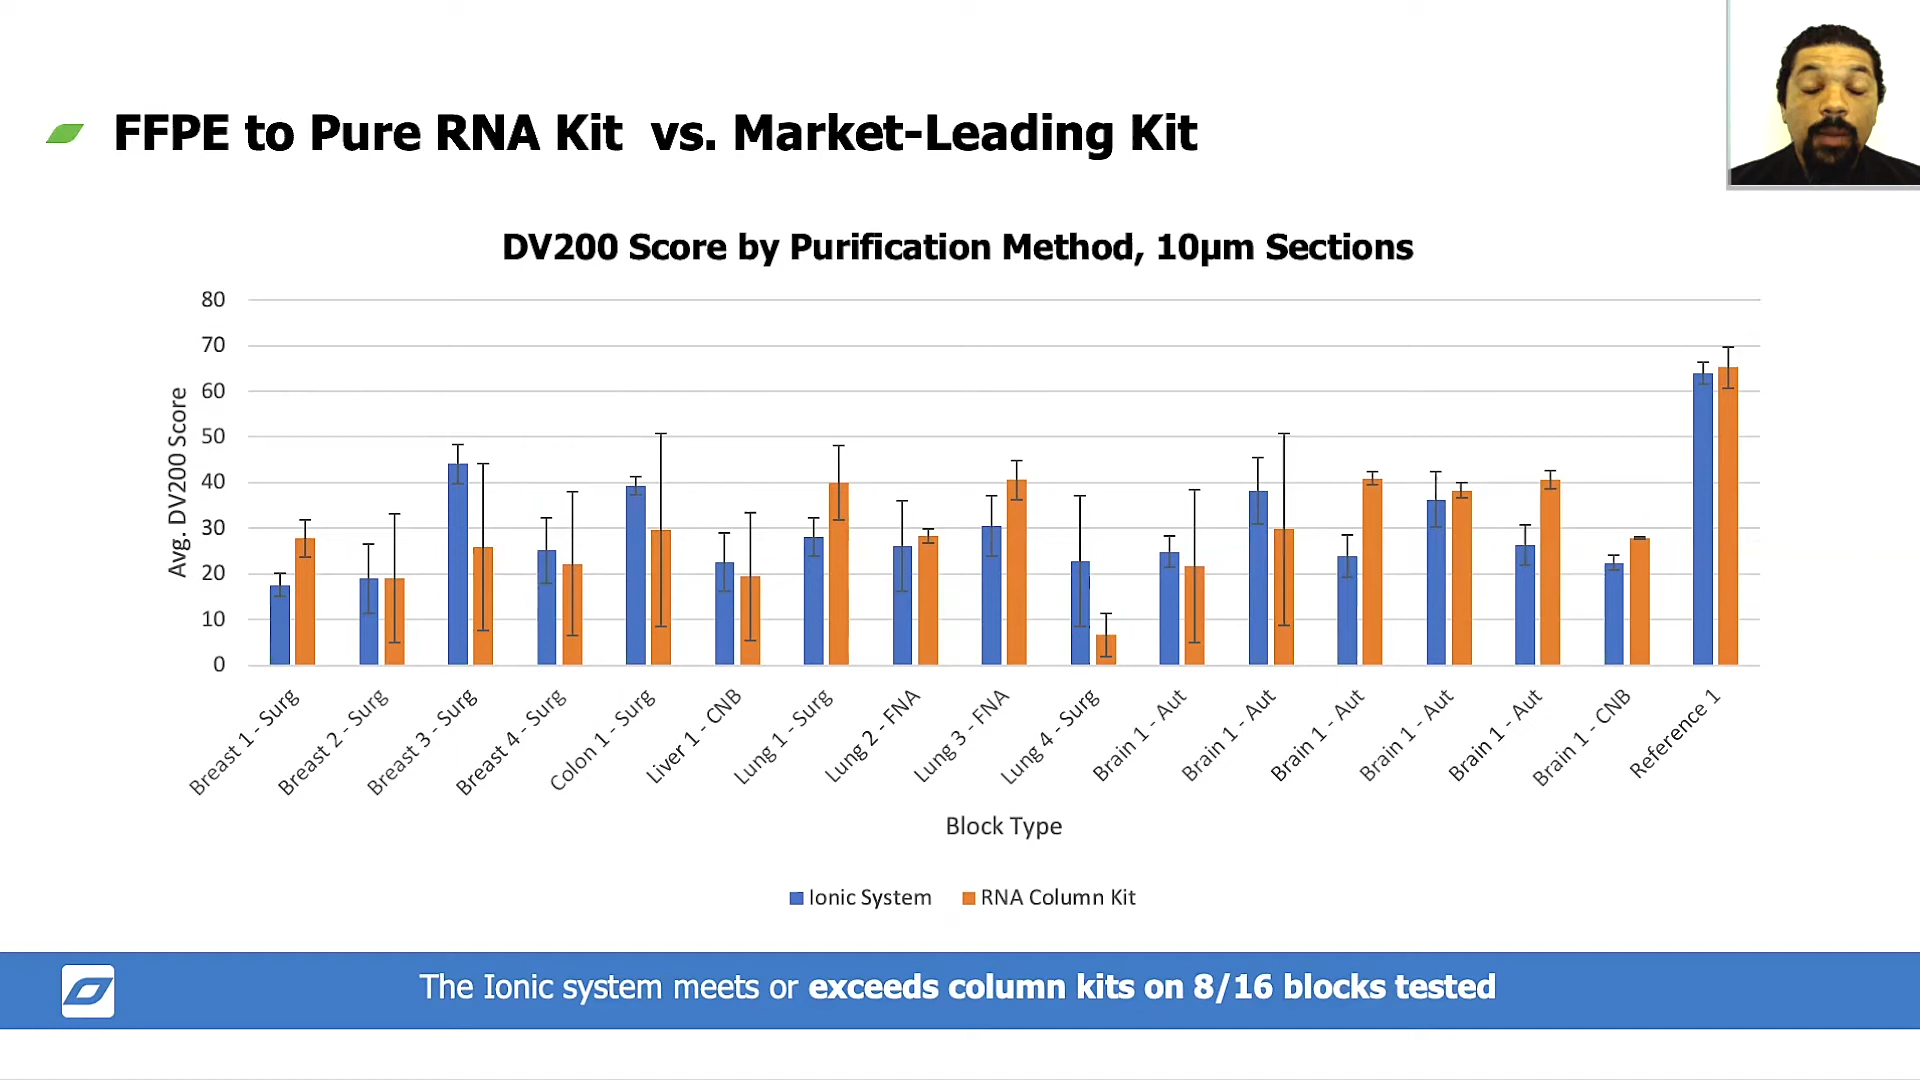 FFPE to Pure RNA Kit vs. Market-Leading Kit
DV200 Score by Purification Method, 10µm Sections
80
70
60
50
40
30
20
10
0
Avg. DV200 Score
Breast 1 - Surg
Breast 2 - Surg
Breast 3 - Surg
Breast 4 - Surg
Colon 1 - Surg
Liver 1 - CNB
Lung 1 - Surg
Lung 2 - FNA
Lung 3 - FNA
Lung 4 - Surg
Brain 1 - Aut
Brain 1 - Aut
Brain 1 - Aut
Brain 1 - Aut
Brain 1 - Aut
Brain 1 - CNB
Reference 1
Block Type
Ionic System
RNA Column Kit
The Ionic system meets or exceeds column kits on 8/16 blocks tested